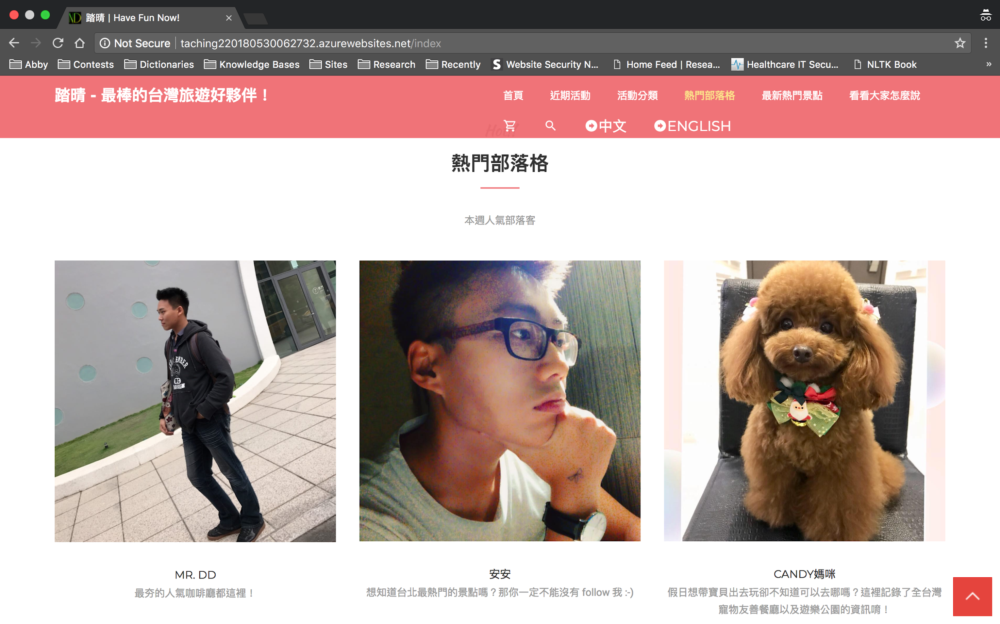 踏晴 | Have Fun Now!
Not Secure | taching220180530062732.azurewebsites.net/index
Abby Contests Dictionaries Knowledge Bases Sites Research Recently Website Security N... Home Feed | Resea... Healthcare IT Secu... NLTK Book »
踏晴 - 最棒的台灣旅遊好夥伴！
首頁 近期活動 活動分類 熱門部落格 最新熱門景點 看看大家怎麼說
中文 ENGLISH
熱門部落格
本週人氣部落客
MR. DD
最夯的人氣咖啡廳都這裡！
安安
想知道台北最熱門的景點嗎？那你一定不能沒有 follow 我 :-)
CANDY媽咪
假日想帶寶貝出去玩卻不知道可以去哪嗎？這裡記錄了全台灣
寵物友善餐廳以及遊樂公園的資訊唷！